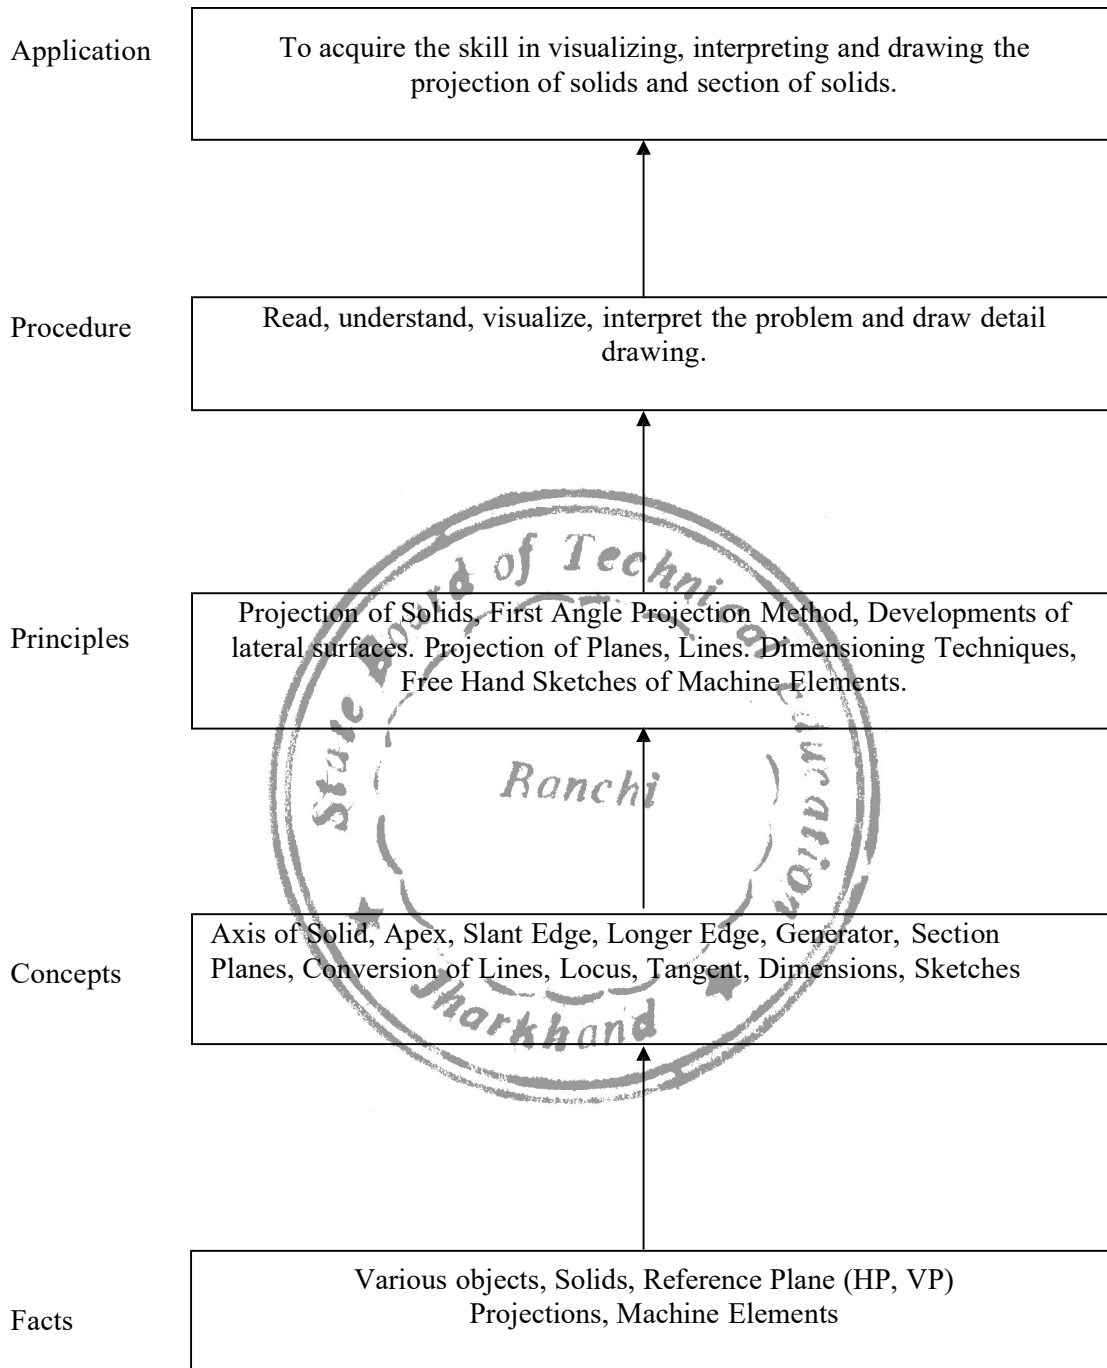 Application
To acquire the skill in visualizing, interpreting and drawing the
projection of solids and section of solids.
Procedure
Read, understand, visualize, interpret the problem and draw detail
drawing.
State Board of Technical Education
Principles
Projection of Solids, First Angle Projection Method, Developments of
lateral surfaces. Projection of Planes, Lines. Dimensioning Techniques,
Free Hand Sketches of Machine Elements.
Ranchi
Concepts
Axis of Solid, Apex, Slant Edge, Longer Edge, Generator, Section
Planes, Conversion of Lines, Locus, Tangent, Dimensions, Sketches
Jharkhand
Facts
Various objects, Solids, Reference Plane (HP, VP)
Projections, Machine Elements